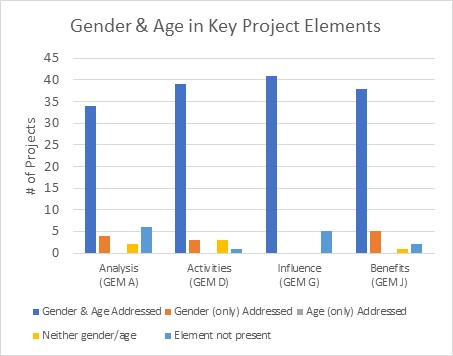 Gender & Age in Key Project Elements
45
40
35
30
25
20
15
10
5
0
# of Projects
Analysis Activities Influence Benefits
(GEM A) (GEM D) (GEM G) (GEM J)
Gender & Age Addressed Gender (only) Addressed Age (only) Addressed
Neither gender/age Element not present